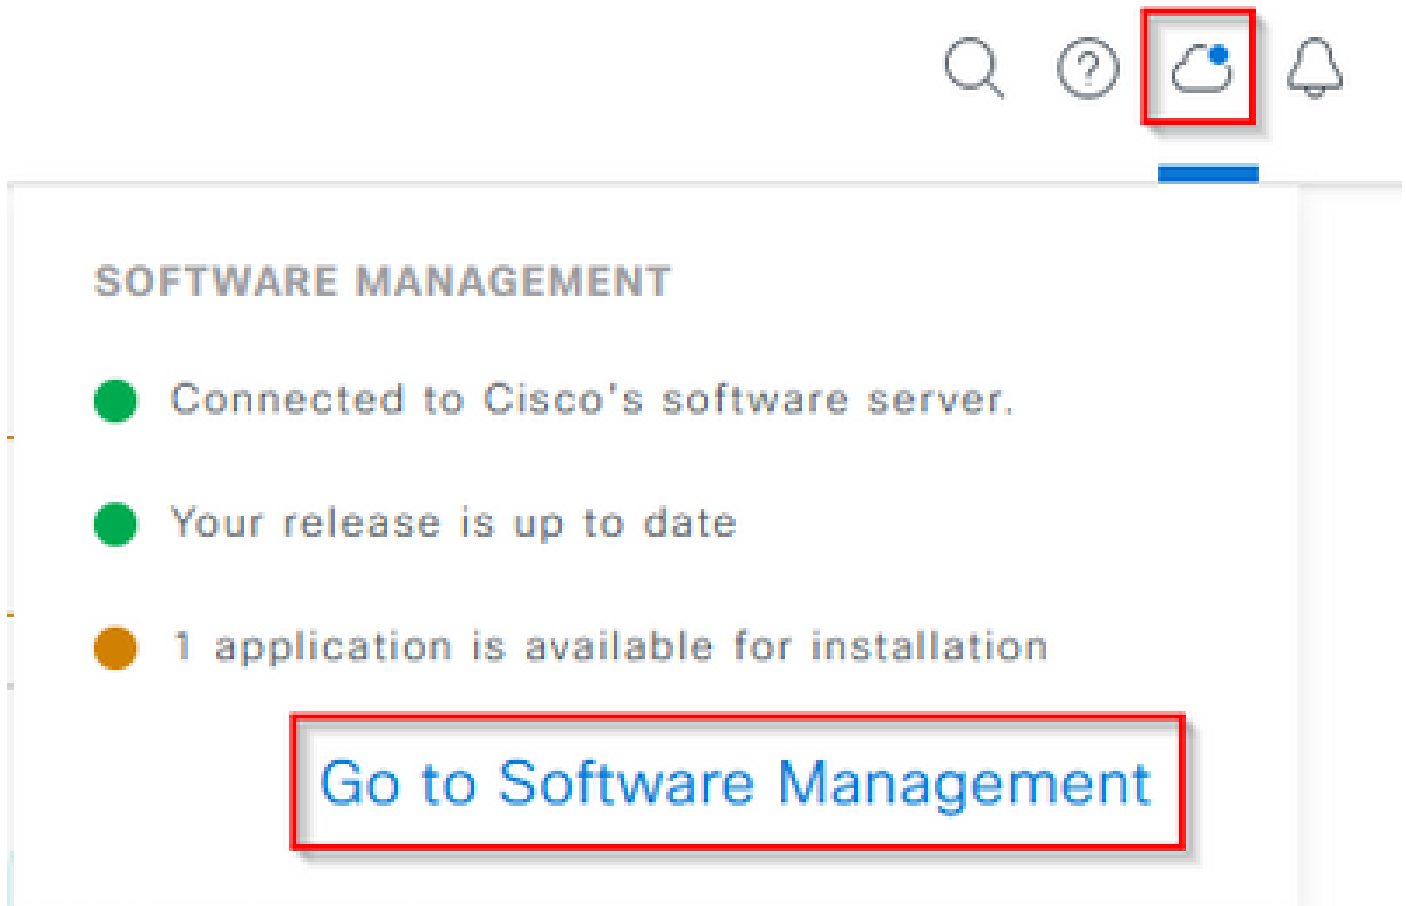 SOFTWARE MANAGEMENT
Connected to Cisco's software server.
Your release is up to date
1 application is available for installation
Go to Software Management